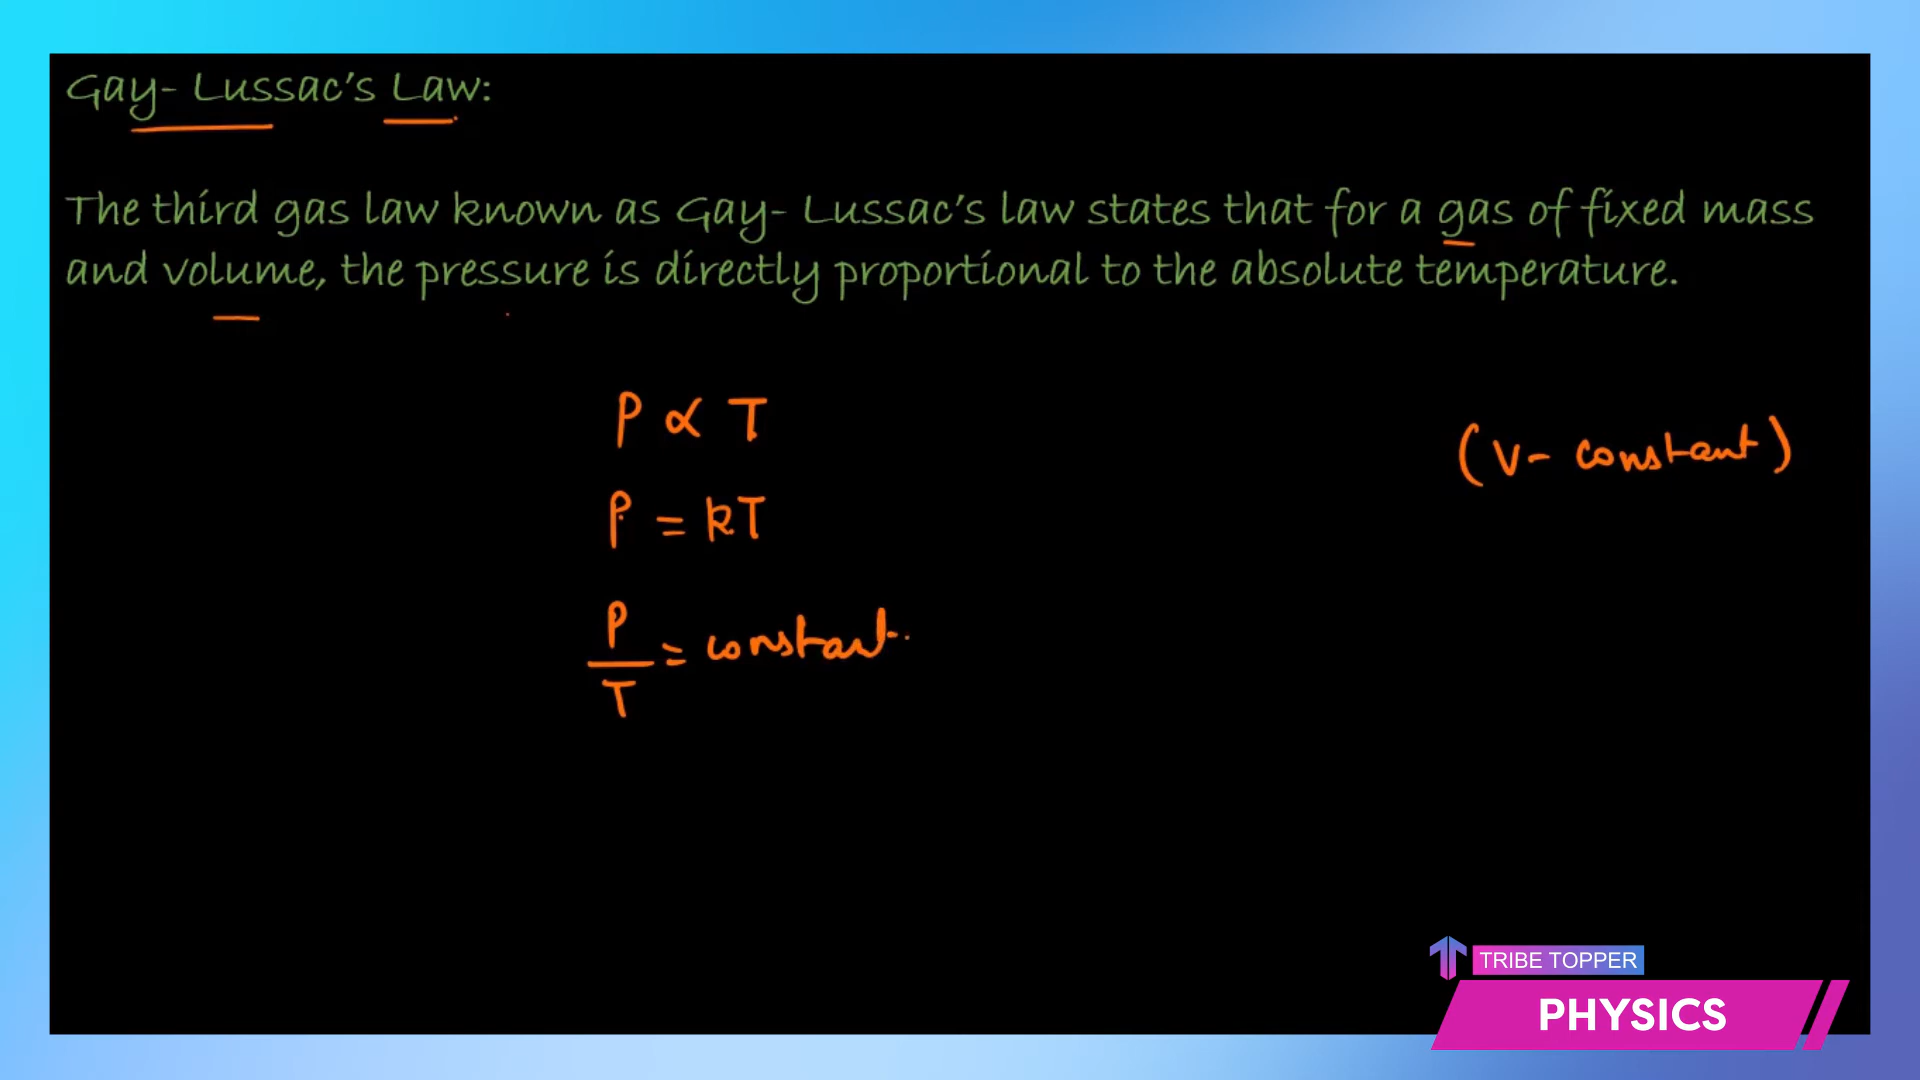 Gay- Lussac's Law:
The third gas law known as Gay- Lussac's law states that for a gas of fixed mass
and volume, the pressure is directly proportional to the absolute temperature.
P ∝ T
(V- constant)
P = kT
P
— = constant.
T
TRIBE TOPPER
PHYSICS